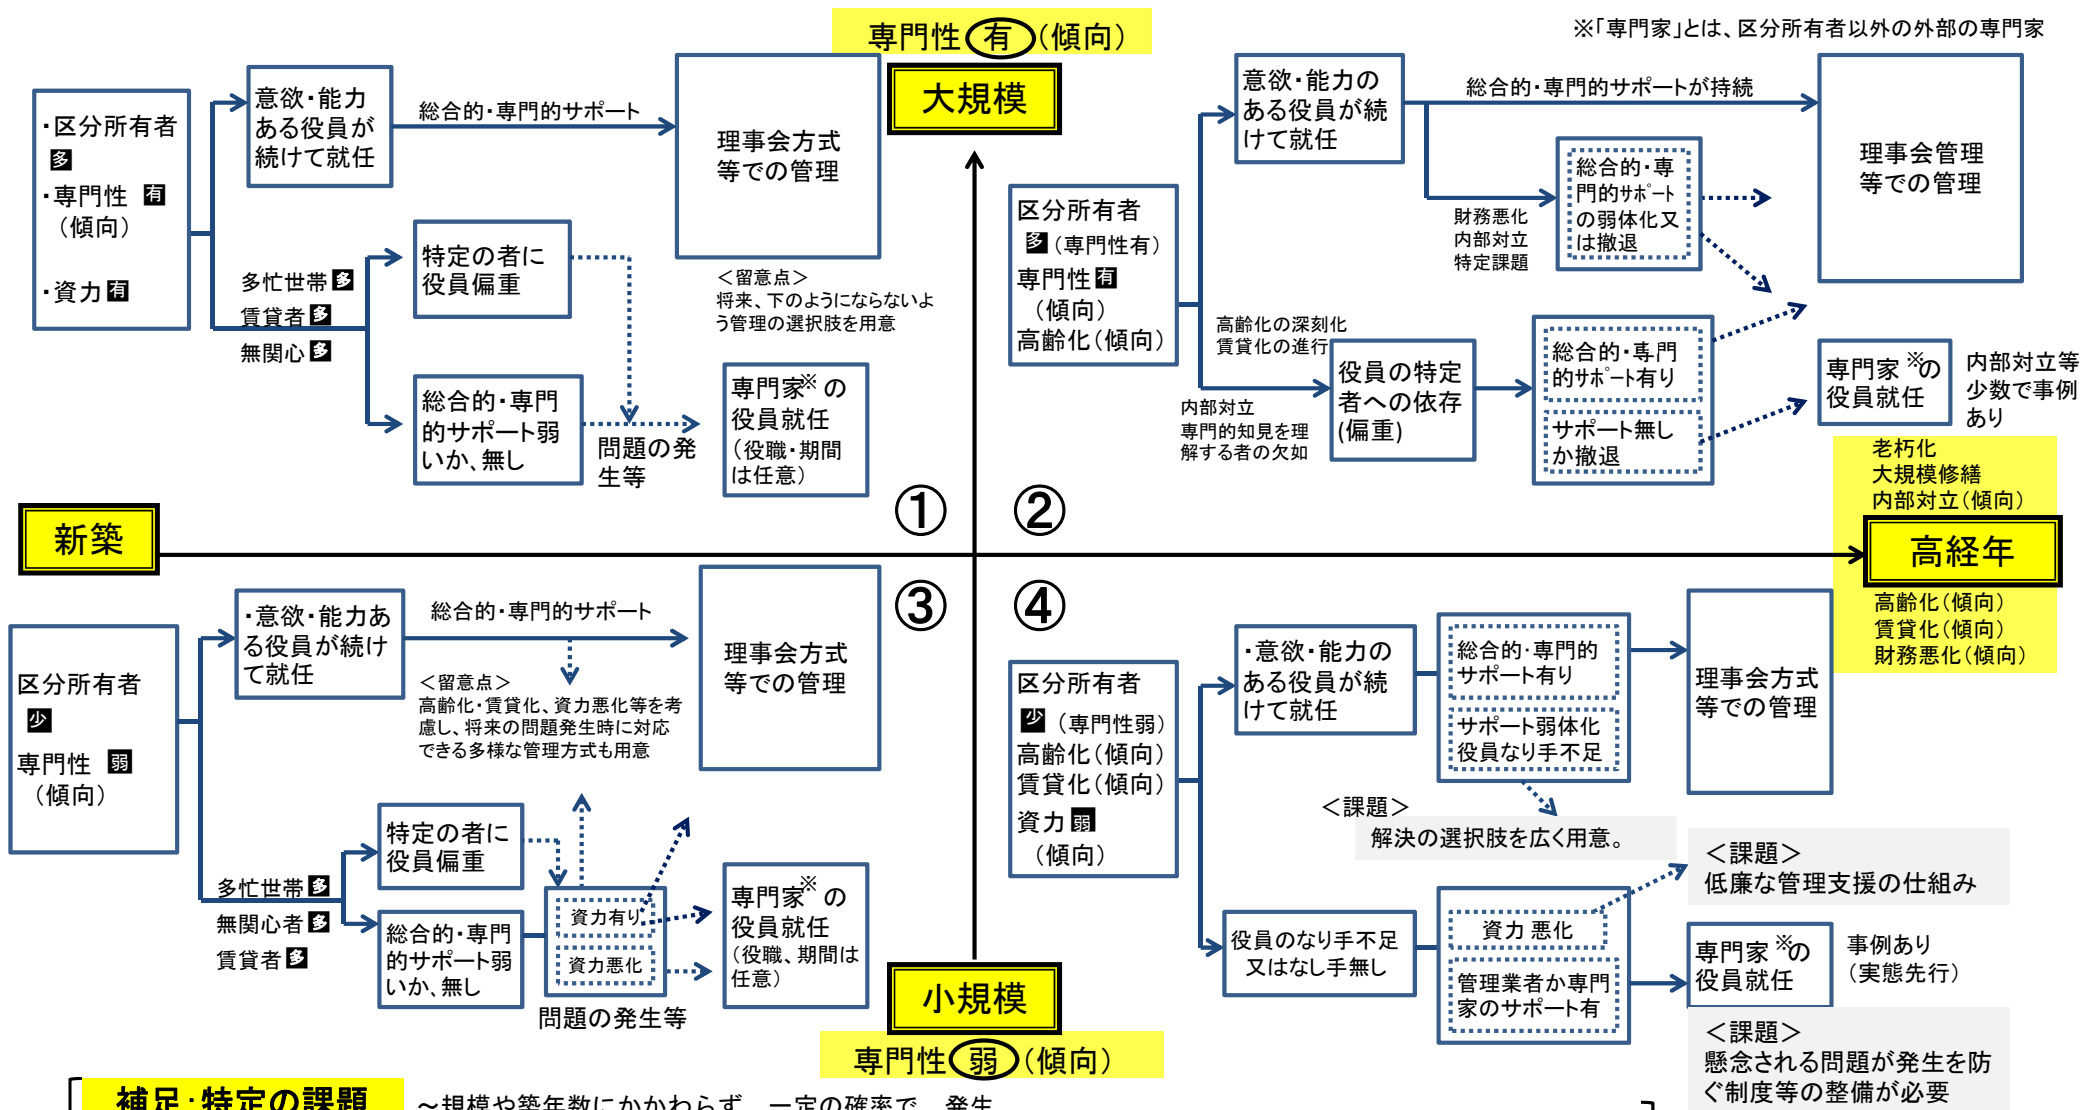 専門性 有 (傾向)
※「専門家」とは、区分所有者以外の外部の専門家
大規模
・区分所有者
多
・専門性 有
(傾向)
・資力 有
意欲・能力
ある役員が
続けて就任
総合的・専門的サポート
理事会方式
等での管理
多忙世帯 多
賃貸者 多
無関心 多
特定の者に
役員偏重
＜留意点＞
将来、下のようにならないよ
う管理の選択肢を用意
総合的・専門
的サポート弱
いか、無し
問題の発
生等
専門家※の
役員就任
(役職・期間
は任意)
①
区分所有者
多 (専門性有)
専門性 有
(傾向)
高齢化(傾向)
意欲・能力の
ある役員が続
けて就任
総合的・専門的サポートが持続
理事会管理
等での管理
財務悪化
内部対立
特定課題
総合的・専
門的サポート
の弱体化又
は撤退
高齢化の深刻化
賃貸化の進行
内部対立
専門的知見を理
解する者の欠如
役員の特定
者への依存
(偏重)
総合的・専門
的サポート有り
サポート無し
か撤退
専門家※の
役員就任
内部対立等
少数で事例
あり
②
老朽化
大規模修繕
内部対立(傾向)
新築
高経年
高齢化(傾向)
賃貸化(傾向)
財務悪化(傾向)
③
区分所有者
少
専門性 弱
(傾向)
・意欲・能力あ
る役員が続け
て就任
総合的・専門的サポート
＜留意点＞
高齢化・賃貸化、資力悪化等を考
慮し、将来の問題発生時に対応
できる多様な管理方式も用意
理事会方式
等での管理
多忙世帯 多
無関心者 多
賃貸者 多
特定の者に
役員偏重
総合的・専門
的サポート弱
いか、無し
資力有り
資力悪化
問題の発生等
専門家※の
役員就任
(役職、期間は
任意)
④
区分所有者
少 (専門性弱)
高齢化(傾向)
賃貸化(傾向)
資力 弱
(傾向)
・意欲・能力の
ある役員が続
けて就任
総合的・専門的
サポート有り
サポート弱体化
役員なり手不足
理事会方式
等での管理
＜課題＞
解決の選択肢を広く用意。
役員のなり手不足
又はなし手無し
資力 悪化
管理業者か専門
家のサポート有
＜課題＞
低廉な管理支援の仕組み
専門家※の
役員就任
事例あり
(実態先行)
＜課題＞
懸念される問題が発生を防
ぐ制度等の整備が必要
小規模
専門性 弱 (傾向)
補足:特定の課題 ～規模や築年数にかかわらず、一定の確率で、発生